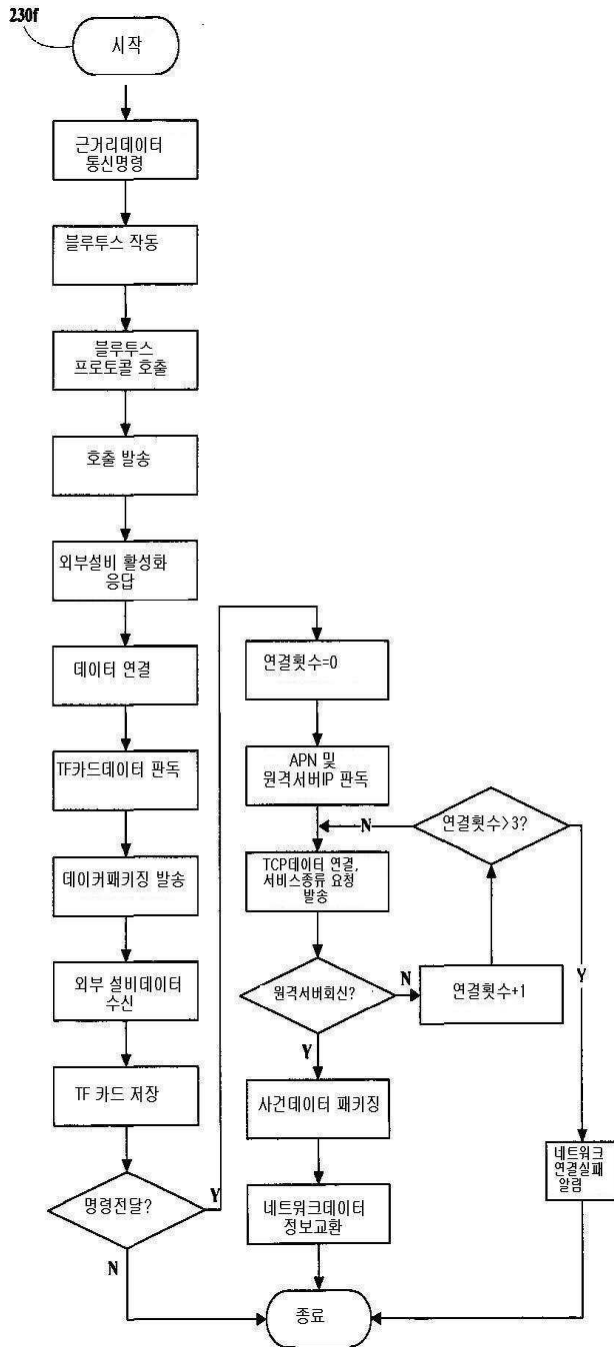 230f
시작
근거리데이터
통신명령
블루투스 작동
블루투스
프로토콜 호출
호출 발송
외부설비 활성화
응답
데이터 연결
TF카드데이터 판독
데이커패키징 발송
외부 설비데이터
수신
TF 카드 저장
명령전달?
Y
N
연결횟수=0
APN 및
원격서버IP 판독
TCP데이터 연결,
서비스종류 요청
발송
원격서버회신?
N
Y
연결횟수+1
연결횟수>3?
N
Y
사건데이터 패키징
네트워크데이터
정보교환
네트워크
연결실패
알림
종료